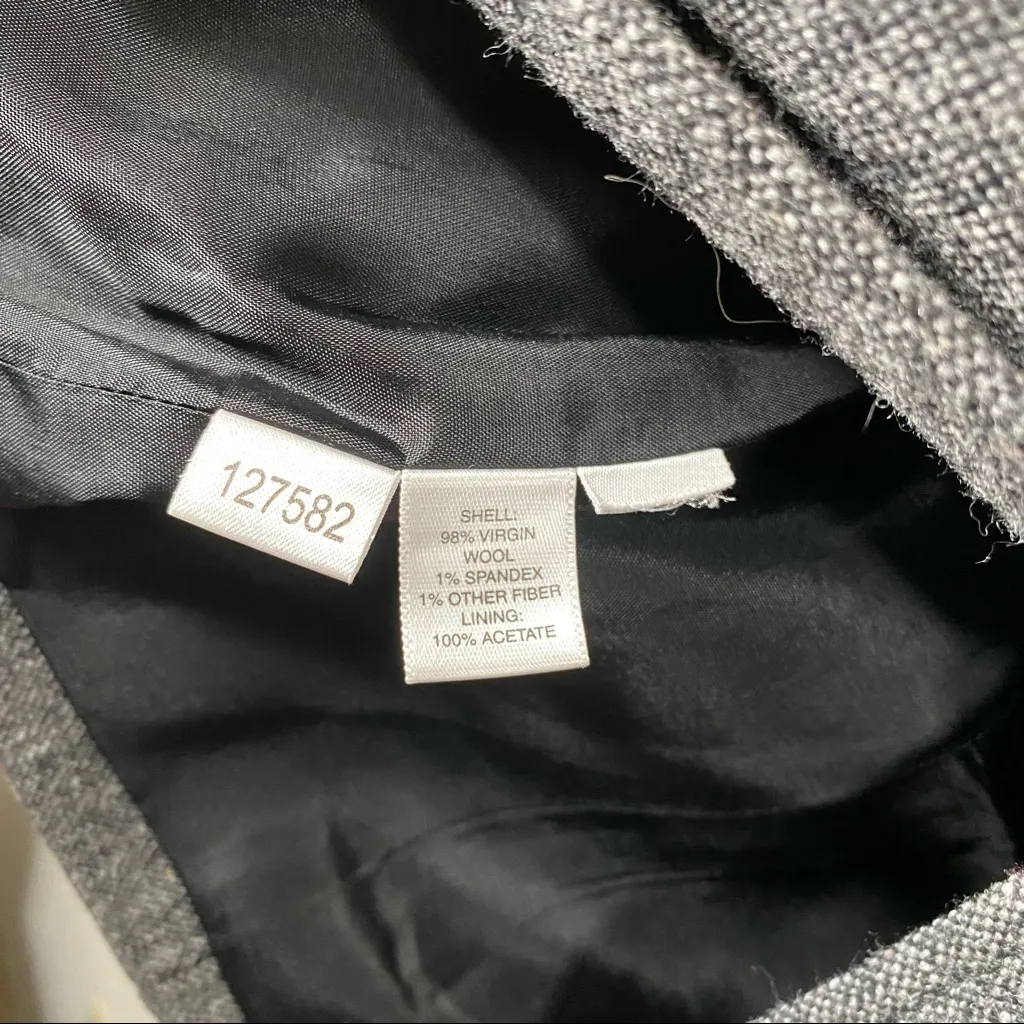 127582
SHELL:
98% VIRGIN
WOOL
1% SPANDEX
1% OTHER FIBER
LINING:
100% ACETATE